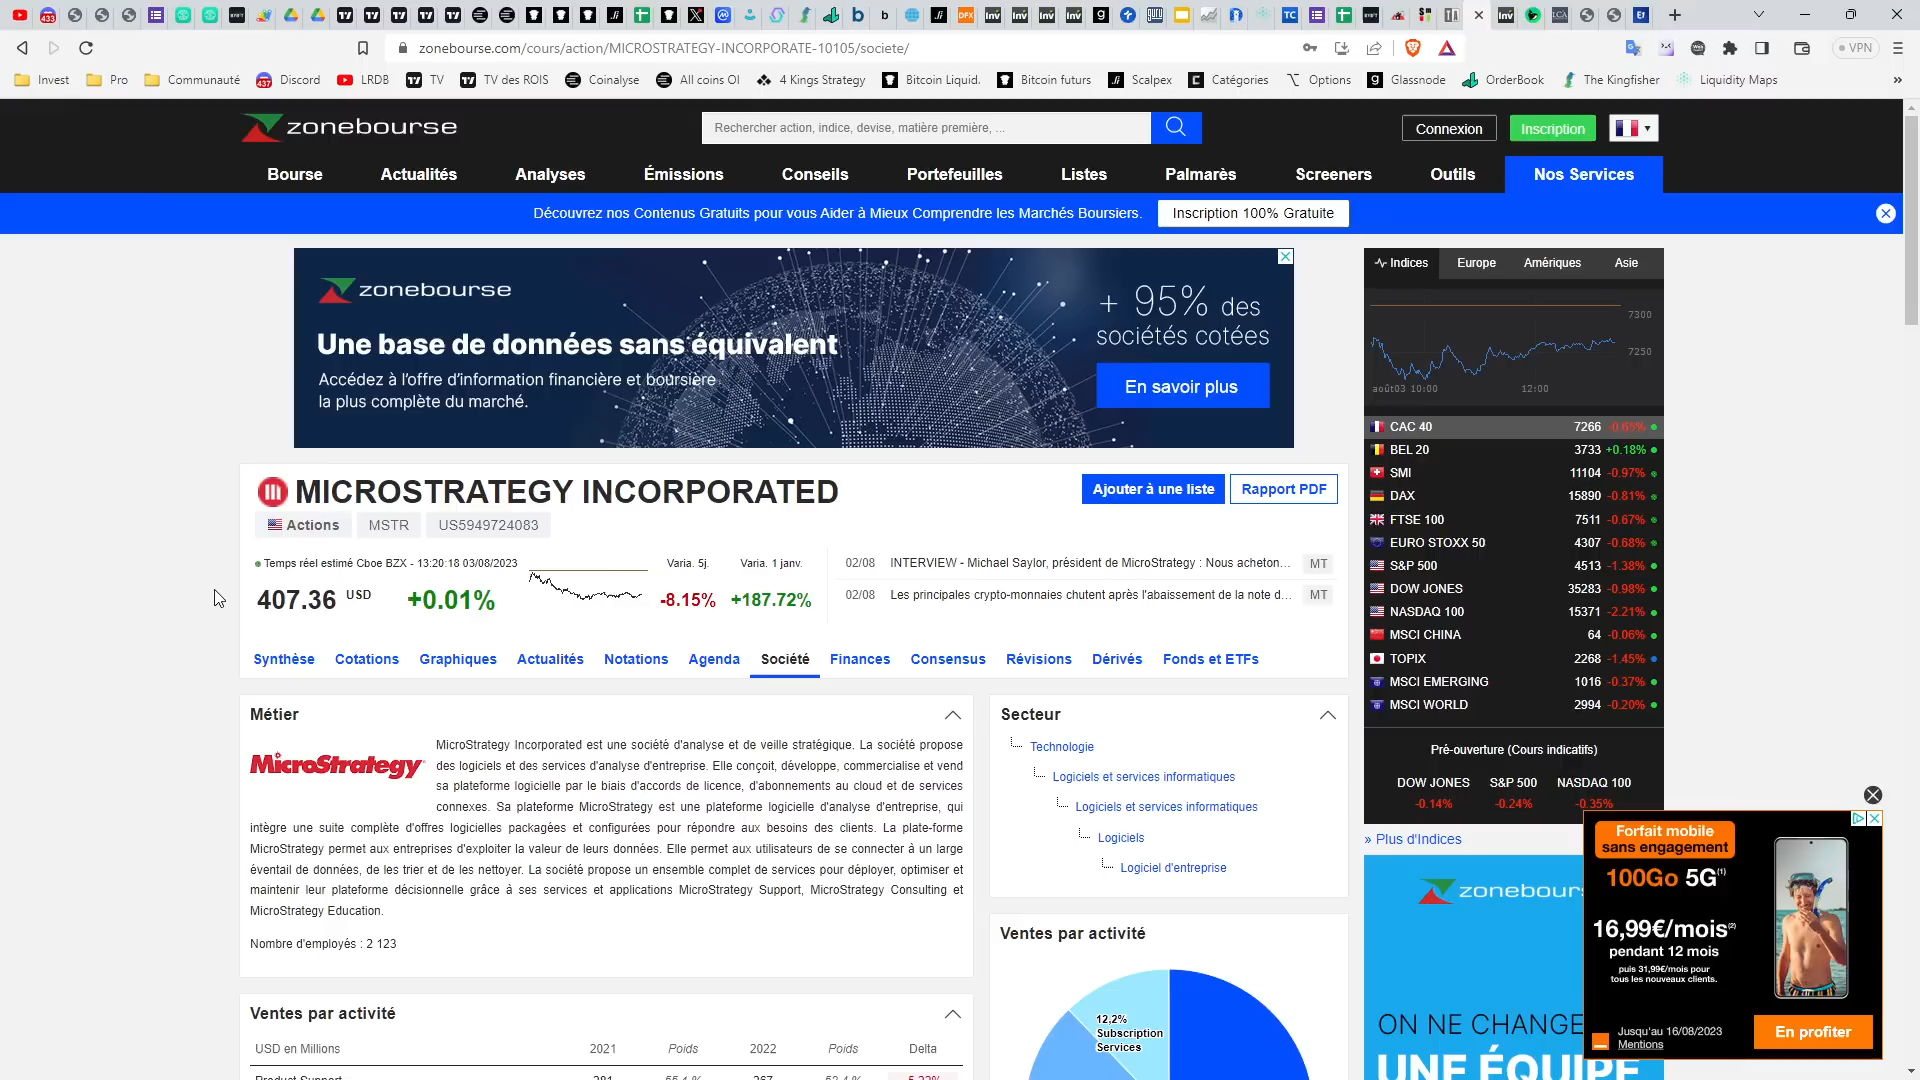 zonebourse.com/cours/action/MICROSTRATEGY-INCORPORATE-10105/societe/
VPN
Invest Pro Communauté Discord LRDB TV TV des ROIS Coinalyse All coins OI 4 Kings Strategy Bitcoin Liquid. Bitcoin futurs Scalpex Catégories Options Glassnode OrderBook The Kingfisher Liquidity Maps
zonebourse
Rechercher action, indice, devise, matière première, ...
Connexion
Inscription
Bourse Actualités Analyses Émissions Conseils Portefeuilles Listes Palmarès Screeners Outils Nos Services
Découvrez nos Contenus Gratuits pour vous Aider à Mieux Comprendre les Marchés Boursiers.
Inscription 100% Gratuite
zonebourse
Une base de données sans équivalent
Accédez à l'offre d'information financière et boursière
la plus complète du marché.
+ 95% des
sociétés cotées
En savoir plus
MICROSTRATEGY INCORPORATED
Ajouter à une liste
Rapport PDF
Actions MSTR US5949724083
Temps réel estimé Cboe BZX - 13:20:18 03/08/2023
Varia. 5j. Varia. 1 janv.
407.36 USD +0.01% -8.15% +187.72%
02/08 INTERVIEW - Michael Saylor, président de MicroStrategy : Nous acheton... MT
02/08 Les principales crypto-monnaies chutent après l'abaissement de la note d... MT
Synthèse Cotations Graphiques Actualités Notations Agenda Société Finances Consensus Révisions Dérivés Fonds et ETFs
Métier
MicroStrategy
MicroStrategy Incorporated est une société d'analyse et de veille stratégique. La société propose
des logiciels et des services d'analyse d'entreprise. Elle conçoit, développe, commercialise et vend
sa plateforme logicielle par le biais d'accords de licence, d'abonnements au cloud et de services
connexes. Sa plateforme MicroStrategy est une plateforme logicielle d'analyse d'entreprise, qui
intègre une suite complète d'offres logicielles packagées et configurées pour répondre aux besoins des clients. La plate-forme
MicroStrategy permet aux entreprises d'exploiter la valeur de leurs données. Elle permet aux utilisateurs de se connecter à un large
éventail de données, de les trier et de les nettoyer. La société propose un ensemble complet de services pour déployer, optimiser et
maintenir leur plateforme décisionnelle grâce à ses services et applications MicroStrategy Support, MicroStrategy Consulting et
MicroStrategy Education.
Nombre d'employés : 2 123
Ventes par activité
USD en Millions 2021 Poids 2022 Poids Delta
Secteur
Technologie
Logiciels et services informatiques
Logiciels et services informatiques
Logiciels
Logiciel d'entreprise
Ventes par activité
12,2%
Subscription
Services
Indices Europe Amériques Asie
7300
7250
août03 10:00 12:00
CAC 40 7266 -0.65%
BEL 20 3733 +0.18%
SMI 11104 -0.97%
DAX 15890 -0.81%
FTSE 100 7511 -0.67%
EURO STOXX 50 4307 -0.68%
S&P 500 4513 -1.38%
DOW JONES 35283 -0.98%
NASDAQ 100 15371 -2.21%
MSCI CHINA 64 -0.06%
TOPIX 2268 -1.45%
MSCI EMERGING 1016 -0.37%
MSCI WORLD 2994 -0.20%
Pré-ouverture (Cours indicatifs)
DOW JONES S&P 500 NASDAQ 100
-0.14% -0.24% -0.35%
» Plus d'Indices
ON NE CHANGE
UNE ÉQUIPE
Forfait mobile
sans engagement
100Go 5G(1)
16,99€/mois(2)
pendant 12 mois
puis 31,99€/mois pour
tous les nouveaux clients.
Jusqu'au 16/08/2023
Mentions
En profiter